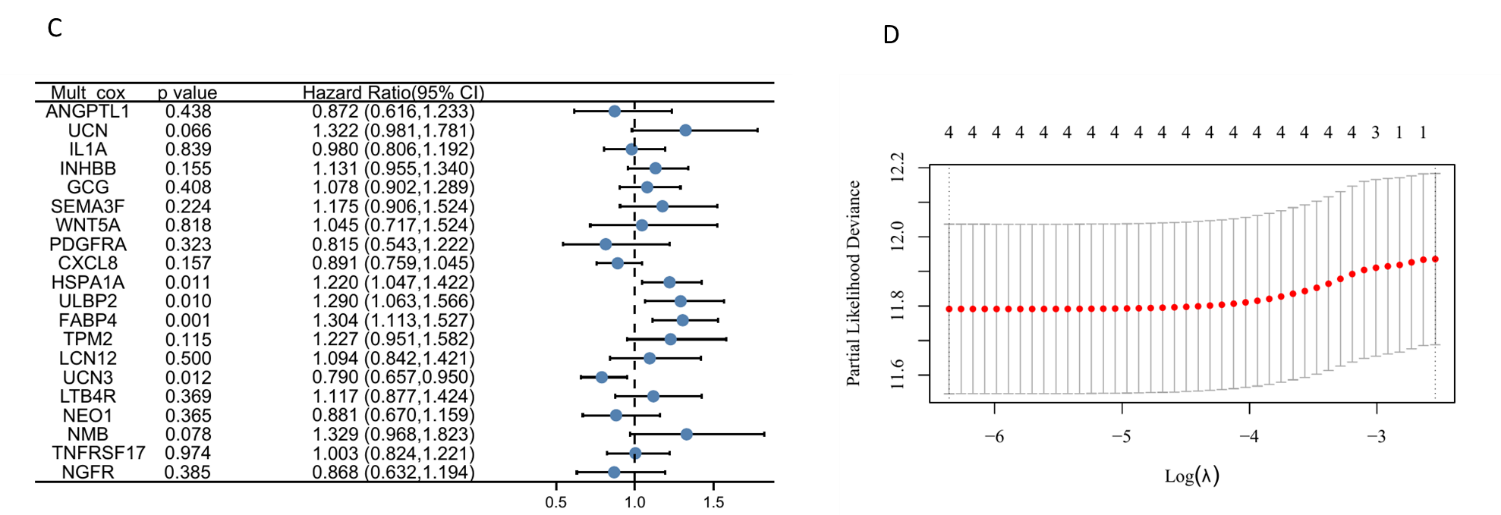 C
Mult_cox p value Hazard Ratio(95% CI)
ANGPTL1 0.438 0.872 (0.616,1.233)
UCN 0.066 1.322 (0.981,1.781)
IL1A 0.839 0.980 (0.806,1.192)
INHBB 0.155 1.131 (0.955,1.340)
GCG 0.408 1.078 (0.902,1.289)
SEMA3F 0.224 1.175 (0.906,1.524)
WNT5A 0.818 1.045 (0.717,1.524)
PDGFRA 0.323 0.815 (0.543,1.222)
CXCL8 0.157 0.891 (0.759,1.045)
HSPA1A 0.011 1.220 (1.047,1.422)
ULBP2 0.010 1.290 (1.063,1.566)
FABP4 0.001 1.304 (1.113,1.527)
TPM2 0.115 1.227 (0.951,1.582)
LCN12 0.500 1.094 (0.842,1.421)
UCN3 0.012 0.790 (0.657,0.950)
LTB4R 0.369 1.117 (0.877,1.424)
NEO1 0.365 0.881 (0.670,1.159)
NMB 0.078 1.329 (0.968,1.823)
TNFRSF17 0.974 1.003 (0.824,1.221)
NGFR 0.385 0.868 (0.632,1.194)
0.5 1.0 1.5
D
4 4 4 4 4 4 4 4 4 4 4 4 4 4 4 4 4 4 3 1 1
Partial Likelihood Deviance
12.2
12.0
11.8
11.6
−6 −5 −4 −3
Log(λ)